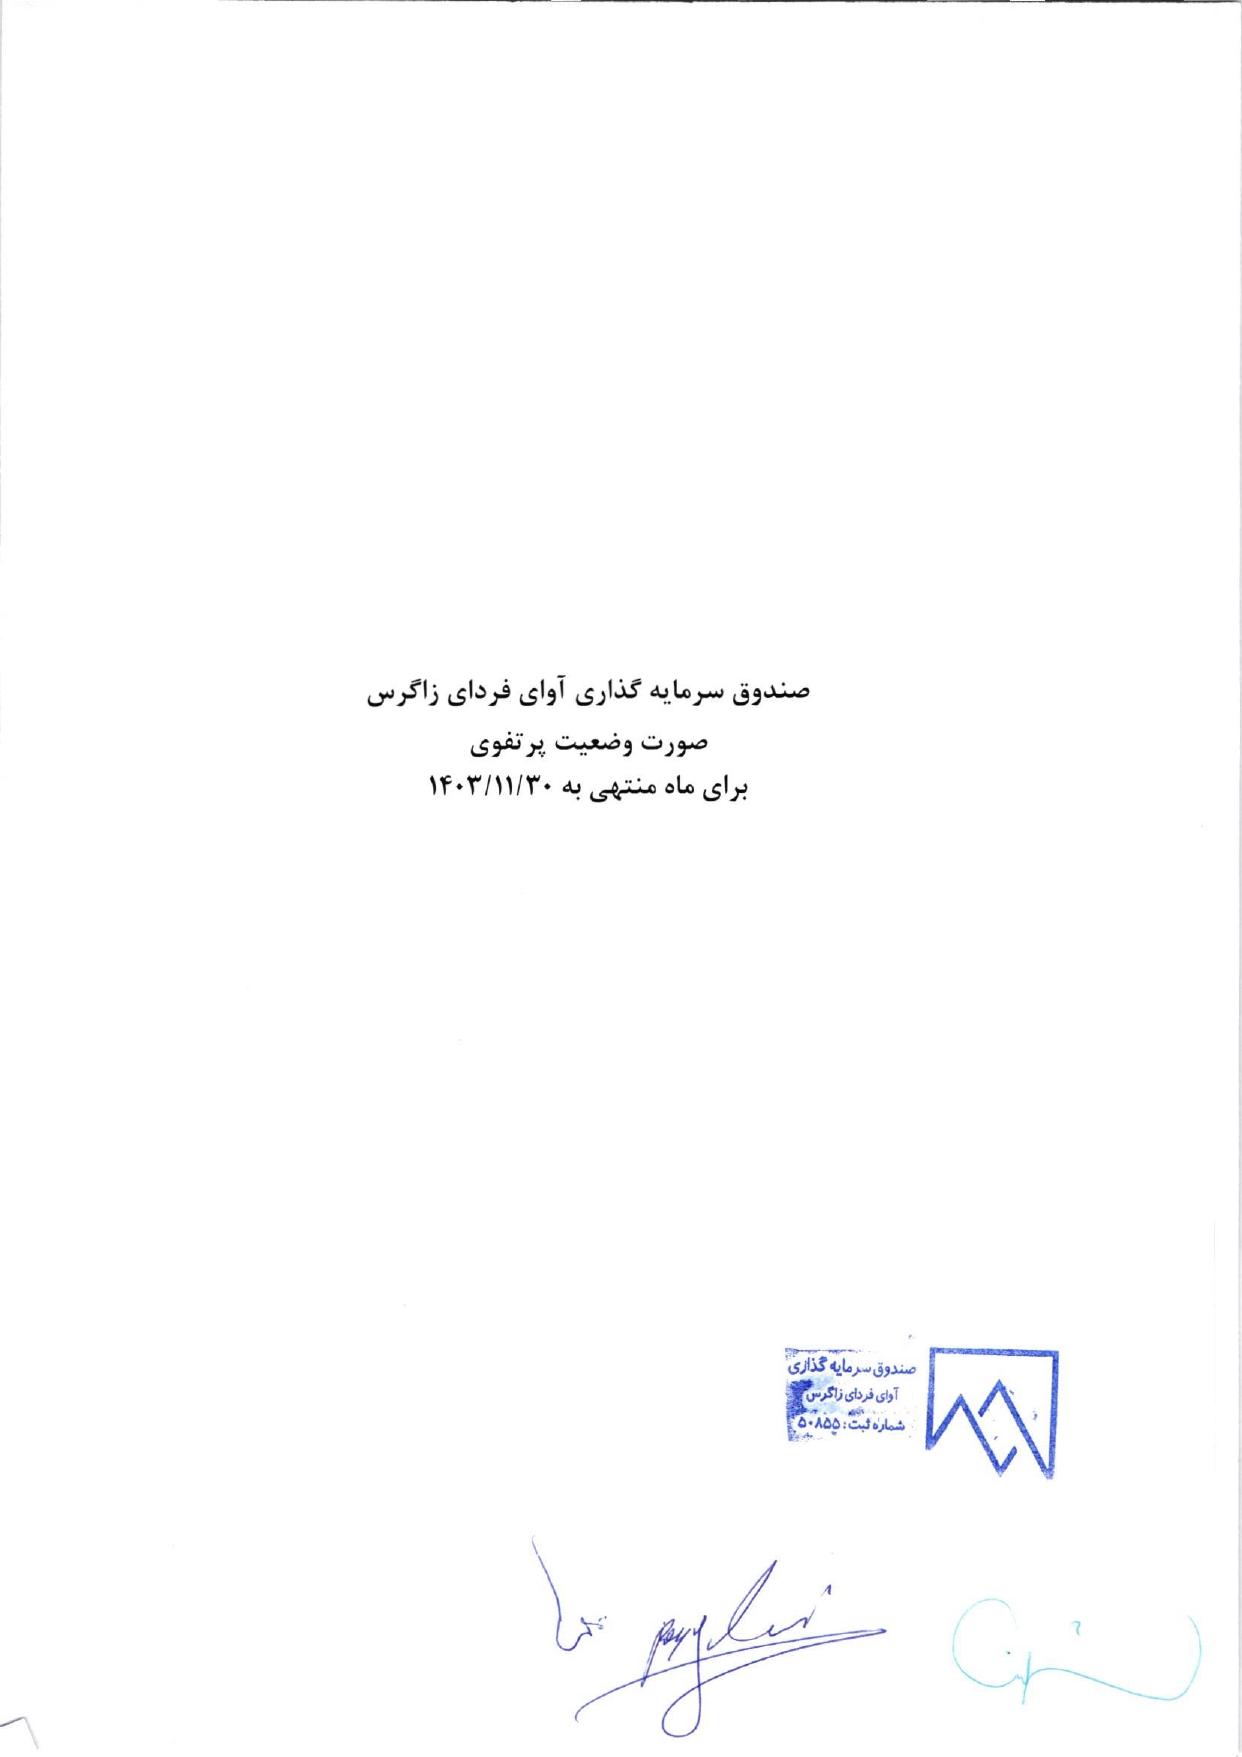 صندوق سرمایه گذاری آوای فردای زاگرس
صورت وضعیت پرتفوی
برای ماه منتهی به ۱۴۰۳/۱۱/۳۰
صندوق سرمایه گذاری
آوای فردای زاگرس
شماره ثبت: ۵۰۸۵۵